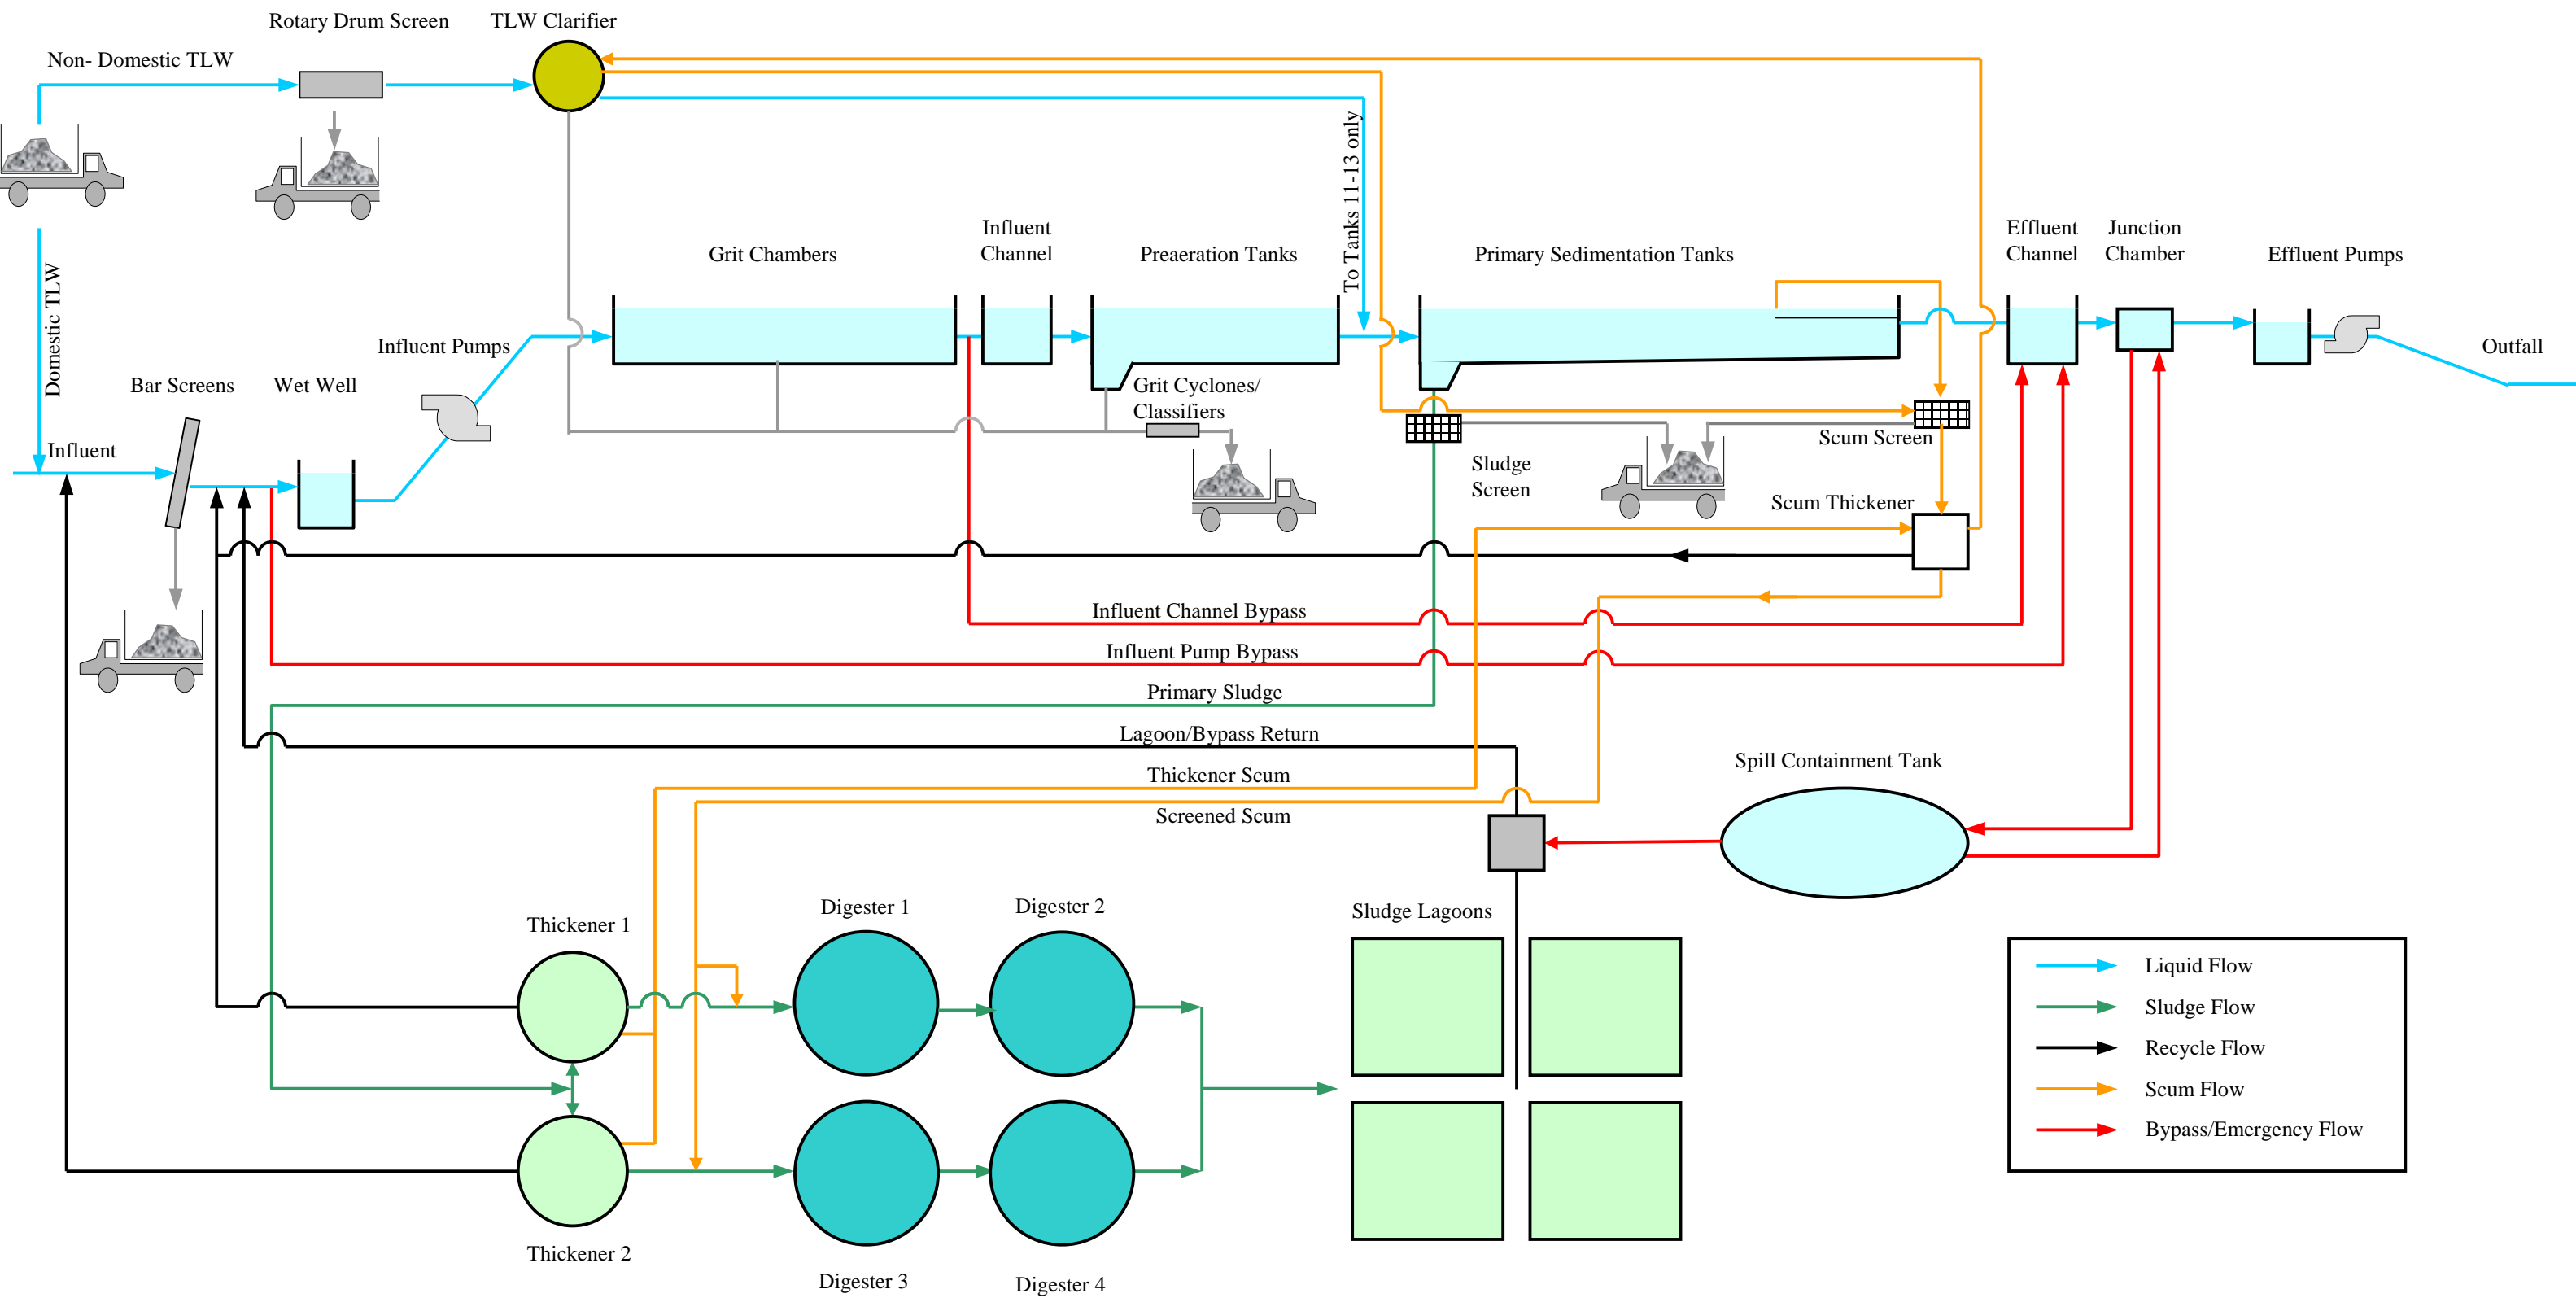 Rotary Drum Screen
TLW Clarifier
Non- Domestic TLW
To Tanks 11-13 only
Domestic TLW
Grit Chambers
Influent
Channel
Preaeration Tanks
Primary Sedimentation Tanks
Effluent
Channel
Junction
Chamber
Effluent Pumps
Influent Pumps
Outfall
Bar Screens
Wet Well
Grit Cyclones/
Classifiers
Influent
Scum Screen
Sludge
Screen
Scum Thickener
Influent Channel Bypass
Influent Pump Bypass
Primary Sludge
Lagoon/Bypass Return
Thickener Scum
Screened Scum
Spill Containment Tank
Thickener 1
Digester 1
Digester 2
Sludge Lagoons
Thickener 2
Digester 3
Digester 4
Liquid Flow
Sludge Flow
Recycle Flow
Scum Flow
Bypass/Emergency Flow